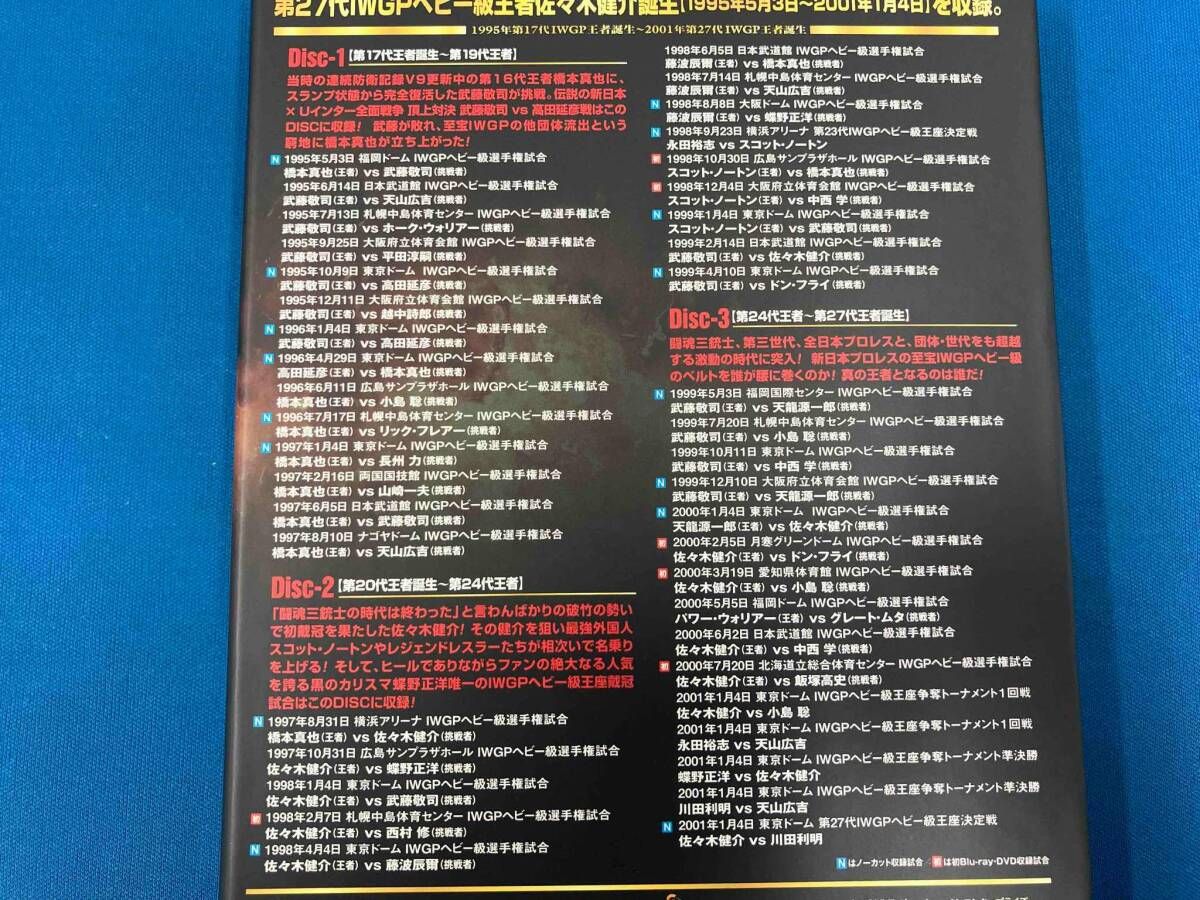 第27代IWGPヘビー級王者佐々木健介誕生【1995年5月3日～2001年1月4日】を収録。
1995年第17代IWGP王者誕生～2001年第27代IWGP王者誕生
Disc-1【第17代王者誕生～第19代王者】
当時の連続防衛記録V9更新中の第16代王者橋本真也に、
スランプ状態から完全復活した武藤敬司が挑戦。伝説の新日本
×Uインター全面戦争 頂上対決 武藤敬司 vs 高田延彦戦はこの
DISCに収録! 武藤が敗れ、至宝IWGPの他団体流出という
窮地に橋本真也が立ち上がった!
N 1995年5月3日 福岡ドーム IWGPヘビー級選手権試合
橋本真也(王者) vs 武藤敬司(挑戦者)
1995年6月14日 日本武道館 IWGPヘビー級選手権試合
武藤敬司(王者) vs 天山広吉(挑戦者)
1995年7月13日 札幌中島体育センター IWGPヘビー級選手権試合
武藤敬司(王者) vs ホーク・ウォリアー(挑戦者)
1995年9月25日 大阪府立体育会館 IWGPヘビー級選手権試合
武藤敬司(王者) vs 平田淳嗣(挑戦者)
N 1995年10月9日 東京ドーム IWGPヘビー級選手権試合
武藤敬司(王者) vs 高田延彦(挑戦者)
1995年12月11日 大阪府立体育会館 IWGPヘビー級選手権試合
武藤敬司(王者) vs 越中詩郎(挑戦者)
N 1996年1月4日 東京ドーム IWGPヘビー級選手権試合
武藤敬司(王者) vs 高田延彦(挑戦者)
N 1996年4月29日 東京ドーム IWGPヘビー級選手権試合
高田延彦(王者) vs 橋本真也(挑戦者)
1996年6月11日 広島サンプラザホール IWGPヘビー級選手権試合
橋本真也(王者) vs 小島 聡(挑戦者)
N 1996年7月17日 札幌中島体育センター IWGPヘビー級選手権試合
橋本真也(王者) vs リック・フレアー(挑戦者)
N 1997年1月4日 東京ドーム IWGPヘビー級選手権試合
橋本真也(王者) vs 長州 力(挑戦者)
1997年2月16日 両国国技館 IWGPヘビー級選手権試合
橋本真也(王者) vs 山崎一夫(挑戦者)
1997年6月5日 日本武道館 IWGPヘビー級選手権試合
橋本真也(王者) vs 武藤敬司(挑戦者)
1997年8月10日 ナゴヤドーム IWGPヘビー級選手権試合
橋本真也(王者) vs 天山広吉(挑戦者)
Disc-2【第20代王者誕生～第24代王者】
「闘魂三銃士の時代は終わった」と言わんばかりの破竹の勢い
で初戴冠を果たした佐々木健介! その健介を狙い最強外国人
スコット・ノートンやレジェンドレスラーたちが相次いで名乗り
を上げる! そして、ヒールでありながらファンの絶大なる人気
を誇る黒のカリスマ蝶野正洋唯一のIWGPヘビー級王座戴冠
試合はこのDISCに収録!
N 1997年8月31日 横浜アリーナ IWGPヘビー級選手権試合
橋本真也(王者) vs 佐々木健介(挑戦者)
1997年10月31日 広島サンプラザホール IWGPヘビー級選手権試合
佐々木健介(王者) vs 蝶野正洋(挑戦者)
1998年1月4日 東京ドーム IWGPヘビー級選手権試合
佐々木健介(王者) vs 武藤敬司(挑戦者)
初 1998年2月7日 札幌中島体育センター IWGPヘビー級選手権試合
佐々木健介(王者) vs 西村 修(挑戦者)
N 1998年4月4日 東京ドーム IWGPヘビー級選手権試合
佐々木健介(王者) vs 藤波辰爾(挑戦者)
1998年6月5日 日本武道館 IWGPヘビー級選手権試合
藤波辰爾(王者) vs 橋本真也(挑戦者)
1998年7月14日 札幌中島体育センター IWGPヘビー級選手権試合
藤波辰爾(王者) vs 天山広吉(挑戦者)
N 1998年8月8日 大阪ドーム IWGPヘビー級選手権試合
藤波辰爾(王者) vs 蝶野正洋(挑戦者)
N 1998年9月23日 横浜アリーナ 第23代IWGPヘビー級王座決定戦
永田裕志 vs スコット・ノートン
初 1998年10月30日 広島サンプラザホール IWGPヘビー級選手権試合
スコット・ノートン(王者) vs 橋本真也(挑戦者)
初 1998年12月4日 大阪府立体育会館 IWGPヘビー級選手権試合
スコット・ノートン(王者) vs 中西 学(挑戦者)
N 1999年1月4日 東京ドーム IWGPヘビー級選手権試合
スコット・ノートン(王者) vs 武藤敬司(挑戦者)
1999年2月14日 日本武道館 IWGPヘビー級選手権試合
武藤敬司(王者) vs 佐々木健介(挑戦者)
N 1999年4月10日 東京ドーム IWGPヘビー級選手権試合
武藤敬司(王者) vs ドン・フライ(挑戦者)
Disc-3【第24代王者～第27代王者誕生】
闘魂三銃士、第三世代、全日本プロレスと、団体・世代をも超越
する激動の時代に突入! 新日本プロレスの至宝IWGPヘビー級
のベルトを誰が腰に巻くのか! 真の王者となるのは誰だ!
N 1999年5月3日 福岡国際センター IWGPヘビー級選手権試合
武藤敬司(王者) vs 天龍源一郎(挑戦者)
1999年7月20日 札幌中島体育センター IWGPヘビー級選手権試合
武藤敬司(王者) vs 小島 聡(挑戦者)
1999年10月11日 東京ドーム IWGPヘビー級選手権試合
武藤敬司(王者) vs 中西 学(挑戦者)
N 1999年12月10日 大阪府立体育会館 IWGPヘビー級選手権試合
武藤敬司(王者) vs 天龍源一郎(挑戦者)
N 2000年1月4日 東京ドーム IWGPヘビー級選手権試合
天龍源一郎(王者) vs 佐々木健介(挑戦者)
初 2000年2月5日 月寒グリーンドーム IWGPヘビー級選手権試合
佐々木健介(王者) vs ドン・フライ(挑戦者)
初 2000年3月19日 愛知県体育館 IWGPヘビー級選手権試合
佐々木健介(王者) vs 小島 聡(挑戦者)
2000年5月5日 福岡ドーム IWGPヘビー級選手権試合
パワー・ウォリアー(王者) vs グレート・ムタ(挑戦者)
2000年6月2日 日本武道館 IWGPヘビー級選手権試合
佐々木健介(王者) vs 中西 学(挑戦者)
初 2000年7月20日 北海道立総合体育センター IWGPヘビー級選手権試合
佐々木健介(王者) vs 飯塚高史(挑戦者)
2001年1月4日 東京ドーム IWGPヘビー級王座争奪トーナメント1回戦
佐々木健介 vs 小島 聡
2001年1月4日 東京ドーム IWGPヘビー級王座争奪トーナメント1回戦
永田裕志 vs 天山広吉
2001年1月4日 東京ドーム IWGPヘビー級王座争奪トーナメント準決勝
蝶野正洋 vs 佐々木健介
2001年1月4日 東京ドーム IWGPヘビー級王座争奪トーナメント準決勝
川田利明 vs 天山広吉
N 2001年1月4日 東京ドーム 第27代IWGPヘビー級王座決定戦
佐々木健介 vs 川田利明
Nはノーカット収録試合 / 初は初Blu-ray・DVD収録試合